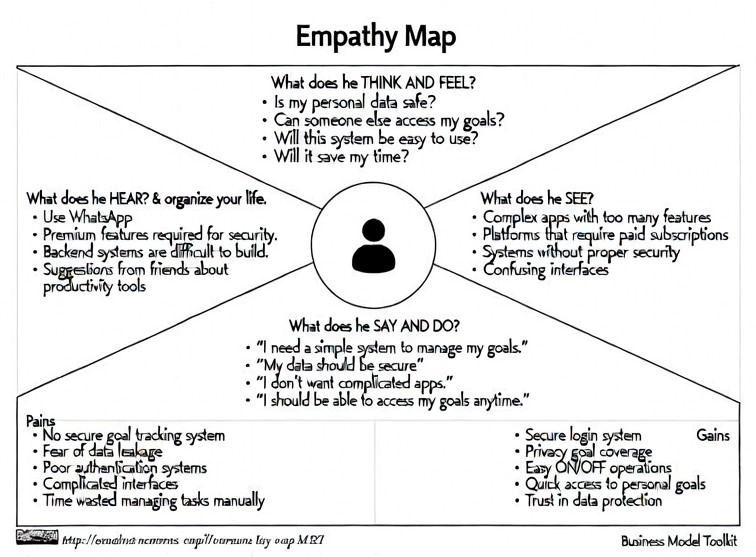 Empathy Map
What does he THINK AND FEEL?
• Is my personal data safe?
• Can someone else access my goals?
• Will this system be easy to use?
• Will it save my time?
What does he HEAR? & organize your life.
• Use WhatsApp
• Premium features required for security.
• Backend systems are difficult to build.
• Suggestions from friends about
productivity tools
What does he SEE?
• Complex apps with too many features
• Platforms that require paid subscriptions
• Systems without proper security
• Confusing interfaces
What does he SAY AND DO?
• "I need a simple system to manage my goals."
• "My data should be secure"
• "I don't want complicated apps."
• "I should be able to access my goals anytime."
Pains
• No secure goal tracking system
• Fear of data leakage
• Poor authentication systems
• Complicated interfaces
• Time wasted managing tasks manually
Gains
• Secure login system
• Privacy goal coverage
• Easy ON/OFF operations
• Quick access to personal goals
• Trust in data protection
Business Model Toolkit